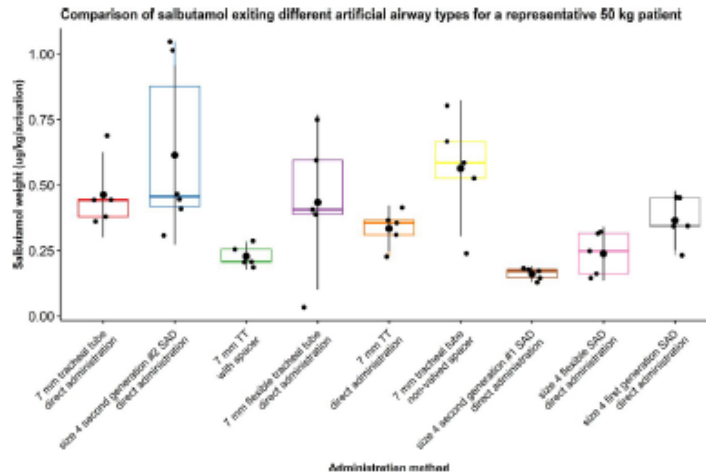 Comparison of salbutamol exiting different artificial airway types for a representative 50 kg patient
Salbutamol weight (ug/kg/actuation)
1.00
0.75
0.50
0.25
0.00
7 mm tracheal tube
direct administration
size 4 second generation #2 SAD
direct administration
7 mm TT
with spacer
7 mm flexible tracheal tube
direct administration
7 mm TT
direct administration
7 mm tracheal tube
non-valved spacer
size 4 second generation #1 SAD
direct administration
size 4 flexible SAD
direct administration
size 4 first generation SAD
direct administration
Administration method